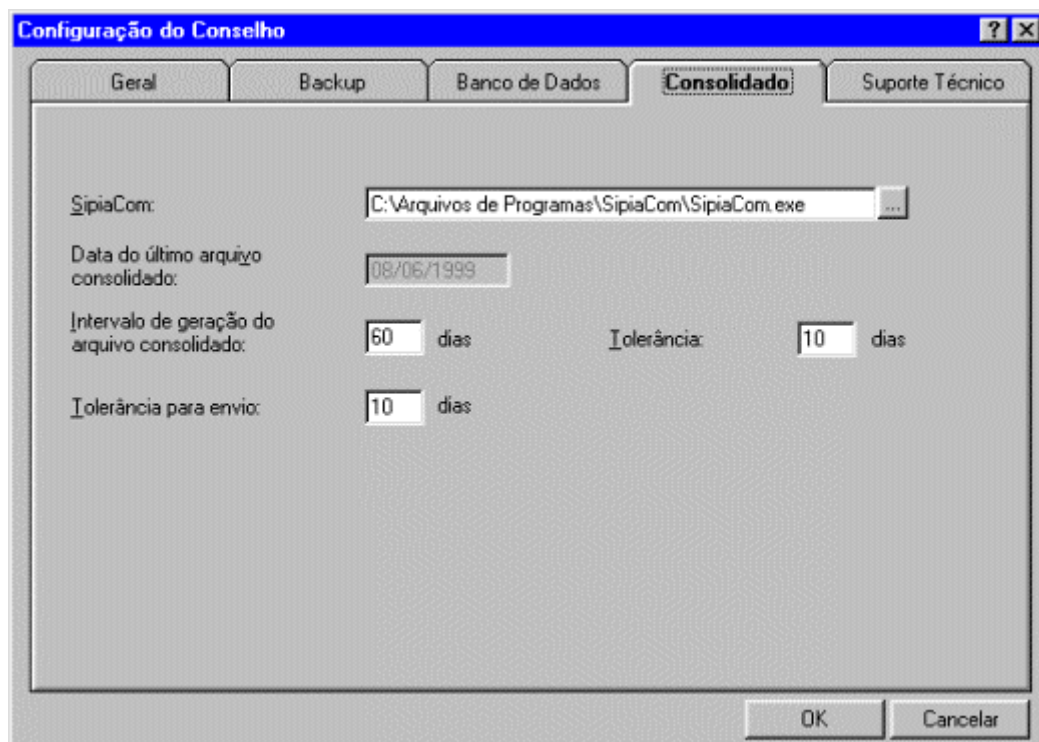 Configuração do Conselho
Geral Backup Banco de Dados Consolidado Suporte Técnico
SipiaCom: C:\Arquivos de Programas\SipiaCom\SipiaCom.exe ...
Data do último arquivo
consolidado: 08/06/1999
Intervalo de geração do
arquivo consolidado: 60 dias Tolerância: 10 dias
Tolerância para envio: 10 dias
OK Cancelar